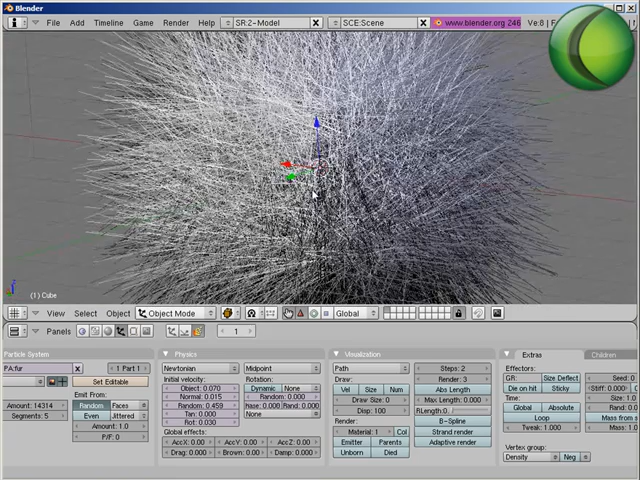 Blender
File Add Timeline Game Render Help SR:2-Model SCE:Scene www.blender.org 246 Ve:8
(1) Cube
View Select Object Object Mode Global
Panels 1
Particle System Physics Visualization Extras Children
PA:fur X 1 Part 1
Set Editable
Emit From:
Random Faces
Amount: 14314
Segments: 5
Even Jittered
Amount: 1.0
P/F: 0
Newtonian Midpoint
Initial velocity: Rotation:
Object: 0.070 Dynamic None
Normal: 0.015 Random: 0.000
Random: 0.459 Rand: 0.000
Tan: 0.000 None
Rot: 0.030
Global effects:
AccX: 0.00 AccY: 0.00 AccZ: 0.00
Drag: 0.000 Brown: 0.00 Damp: 0.000
Path Steps: 2
Draw: Render: 3
Vel Size Num Abs Length
Draw Size: 0 Max Length: 0.000
Disp: 100 RLength:0.
Render: B-Spline
Material: 1 Col Strand render
Emitter Parents Adaptive render
Unborn Died
Effectors: Seed: 0
GR: Size Deflect
Die on hit Sticky Stiff: 0.000
Time: Size: 1.0
Global Absolute Rand: 0.0
Loop Mass from s
Tweak: 1.000
Vertex group:
Density Neg